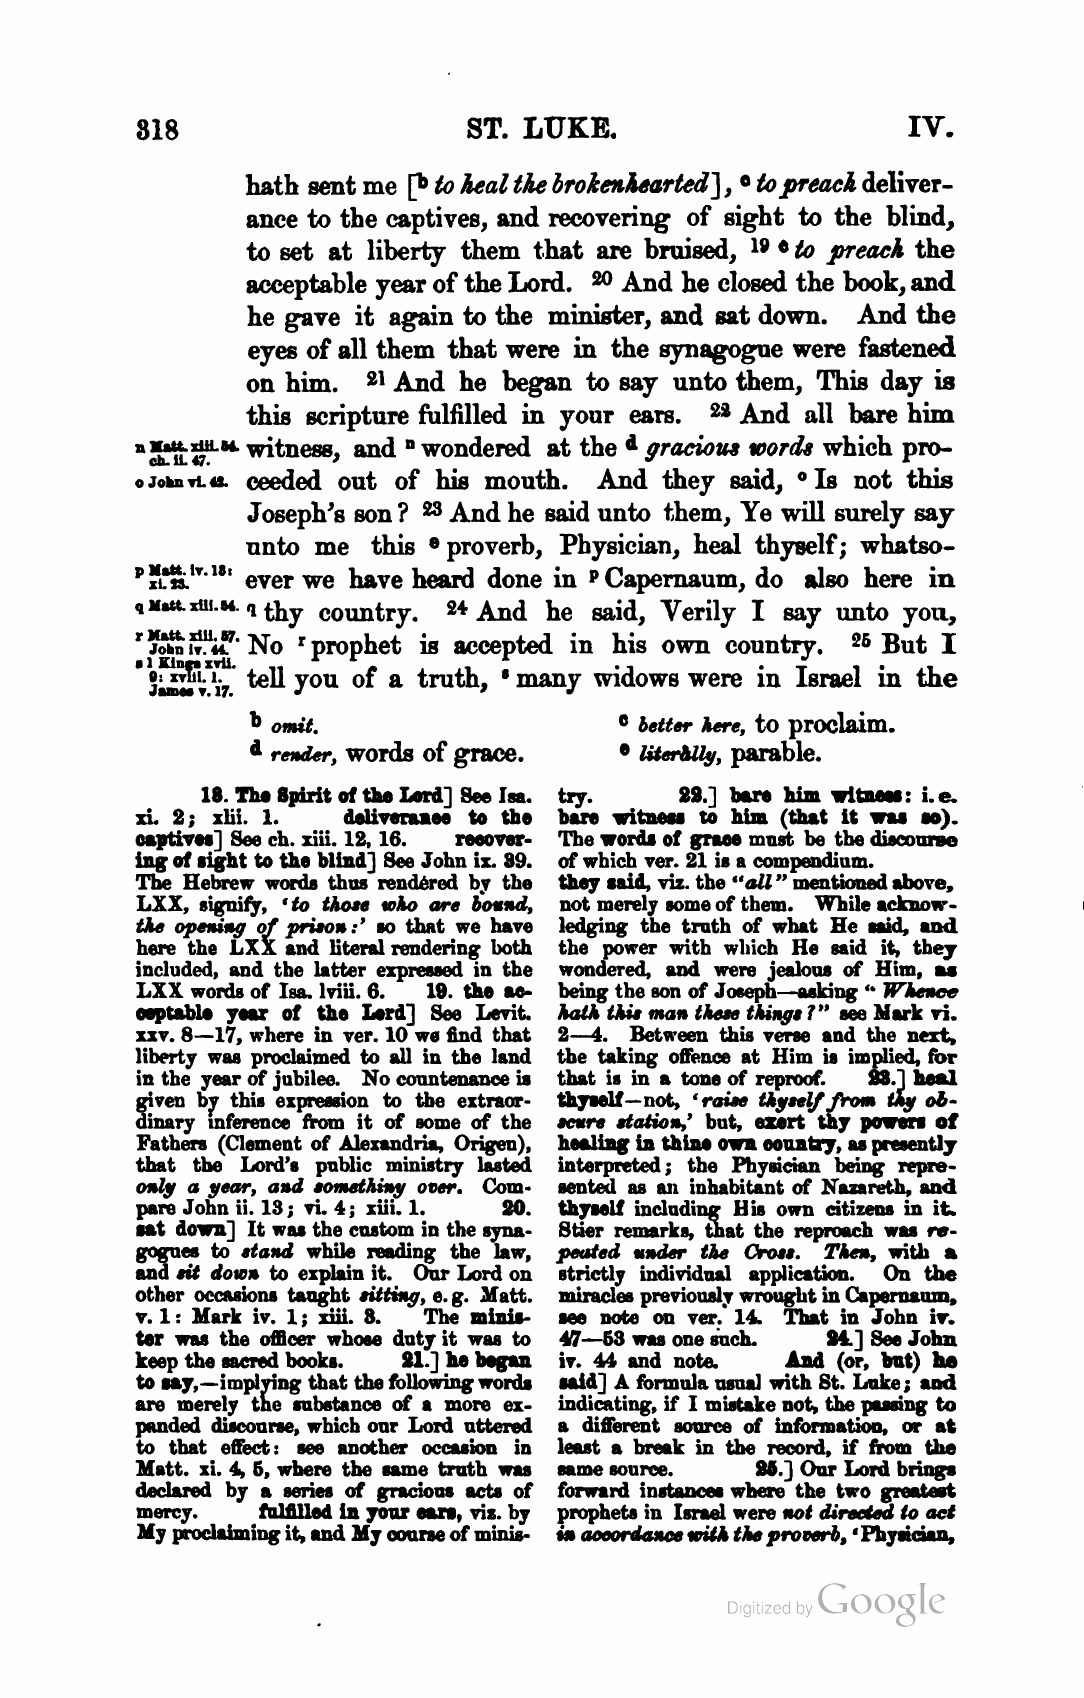 318 ST. LUKE. IV.
hath sent me [b to heal the brokenhearted], c to preach deliver-
ance to the captives, and recovering of sight to the blind,
to set at liberty them that are bruised, 19 c to preach the
acceptable year of the Lord. 20 And he closed the book, and
he gave it again to the minister, and sat down. And the
eyes of all them that were in the synagogue were fastened
on him. 21 And he began to say unto them, This day is
this scripture fulfilled in your ears. 22 And all bare him
witness, and n wondered at the d gracious words which pro-
ceeded out of his mouth. And they said, o Is not this
Joseph's son? 23 And he said unto them, Ye will surely say
unto me this e proverb, Physician, heal thyself; whatso-
ever we have heard done in p Capernaum, do also here in
q thy country. 24 And he said, Verily I say unto you,
No r prophet is accepted in his own country. 25 But I
tell you of a truth, s many widows were in Israel in the
n Matt. xiii. 54.
ch. ii. 47.
o John vi. 42.
p Matt. iv. 13:
xi. 23.
q Matt. xiii. 54.
r Matt. xiii. 57.
John iv. 44.
s 1 Kings xvii.
9: xviii. 1.
James v. 17.
b omit.
c better here, to proclaim.
d render, words of grace.
e literally, parable.
18. The Spirit of the Lord] See Isa.
xi. 2; xlii. 1. deliverance to the
captives] See ch. xiii. 12, 16. recover-
ing of sight to the blind] See John ix. 39.
The Hebrew words thus rendered by the
LXX, signify, 'to those who are bound,
the opening of prison:' so that we have
here the LXX and literal rendering both
included, and the latter expressed in the
LXX words of Isa. lviii. 6. 19. the ac-
ceptable year of the Lord] See Levit.
xxv. 8—17, where in ver. 10 we find that
liberty was proclaimed to all in the land
in the year of jubilee. No countenance is
given by this expression to the extraor-
dinary inference from it of some of the
Fathers (Clement of Alexandria, Origen),
that the Lord's public ministry lasted
only a year, and something over. Com-
pare John ii. 13; vi. 4; xiii. 1. 20.
sat down] It was the custom in the syna-
gogues to stand while reading the law,
and sit down to explain it. Our Lord on
other occasions taught sitting, e. g. Matt.
v. 1: Mark iv. 1; xiii. 3. The minis-
ter was the officer whose duty it was to
keep the sacred books. 21.] he began
to say,—implying that the following words
are merely the substance of a more ex-
panded discourse, which our Lord uttered
to that effect: see another occasion in
Matt. xi. 4, 5, where the same truth was
declared by a series of gracious acts of
mercy. fulfilled in your ears, viz. by
My proclaiming it, and My course of minis-
try. 22.] bare him witness: i. e.
bare witness to him (that it was so).
The words of grace must be the discourse
of which ver. 21 is a compendium.
they said, viz. the "all" mentioned above,
not merely some of them. While acknow-
ledging the truth of what He said, and
the power with which He said it, they
wondered, and were jealous of Him, as
being the son of Joseph—asking "Whence
hath this man these things?" see Mark vi.
2—4. Between this verse and the next,
the taking offence at Him is implied, for
that is in a tone of reproof. 23.] heal
thyself—not, 'raise thyself from thy ob-
scure station,' but, exert thy powers of
healing in thine own country, as presently
interpreted; the Physician being repre-
sented as an inhabitant of Nazareth, and
thyself including His own citizens in it.
Stier remarks, that the reproach was re-
peated under the Cross. Then, with a
strictly individual application. On the
miracles previously wrought in Capernaum,
see note on ver. 14. That in John iv.
47—53 was one such. 24.] See John
iv. 44 and note. And (or, but) he
said] A formula usual with St. Luke; and
indicating, if I mistake not, the passing to
a different source of information, or at
least a break in the record, if from the
same source. 25.] Our Lord brings
forward instances where the two greatest
prophets in Israel were not directed to act
in accordance with the proverb, 'Physician,
Digitized by Google